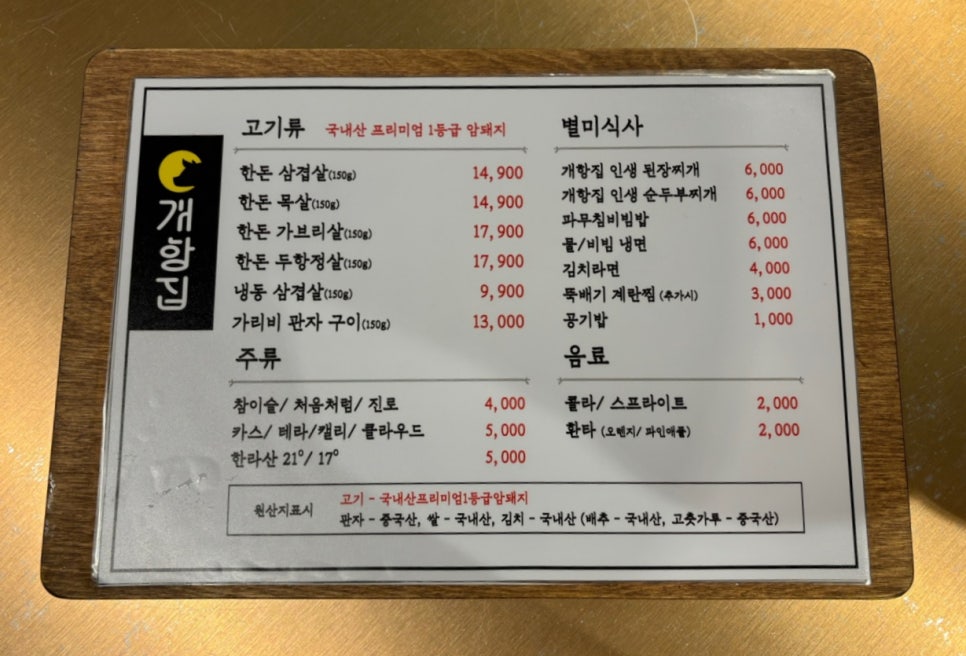 개항집
고기류 국내산 프리미엄 1등급 암돼지
한돈 삼겹살(150g) 14,900
한돈 목살(150g) 14,900
한돈 가브리살(150g) 17,900
한돈 두항정살(150g) 17,900
냉동 삼겹살(150g) 9,900
가리비 관자 구이(150g) 13,000
주류
참이슬/ 처음처럼/ 진로 4,000
카스/ 테라/캘리/ 클라우드 5,000
한라산 21°/ 17° 5,000
별미식사
개항집 인생 된장찌개 6,000
개항집 인생 순두부찌개 6,000
파무침비빔밥 6,000
물/비빔 냉면 6,000
김치라면 4,000
뚝배기 계란찜 (추가시) 3,000
공기밥 1,000
음료
콜라/ 스프라이트 2,000
환타 (오렌지/ 파인애플) 2,000
원산지표시
고기 - 국내산프리미엄1등급암돼지
관자 - 중국산, 쌀 - 국내산, 김치 - 국내산 (배추 - 국내산, 고춧가루 - 중국산)